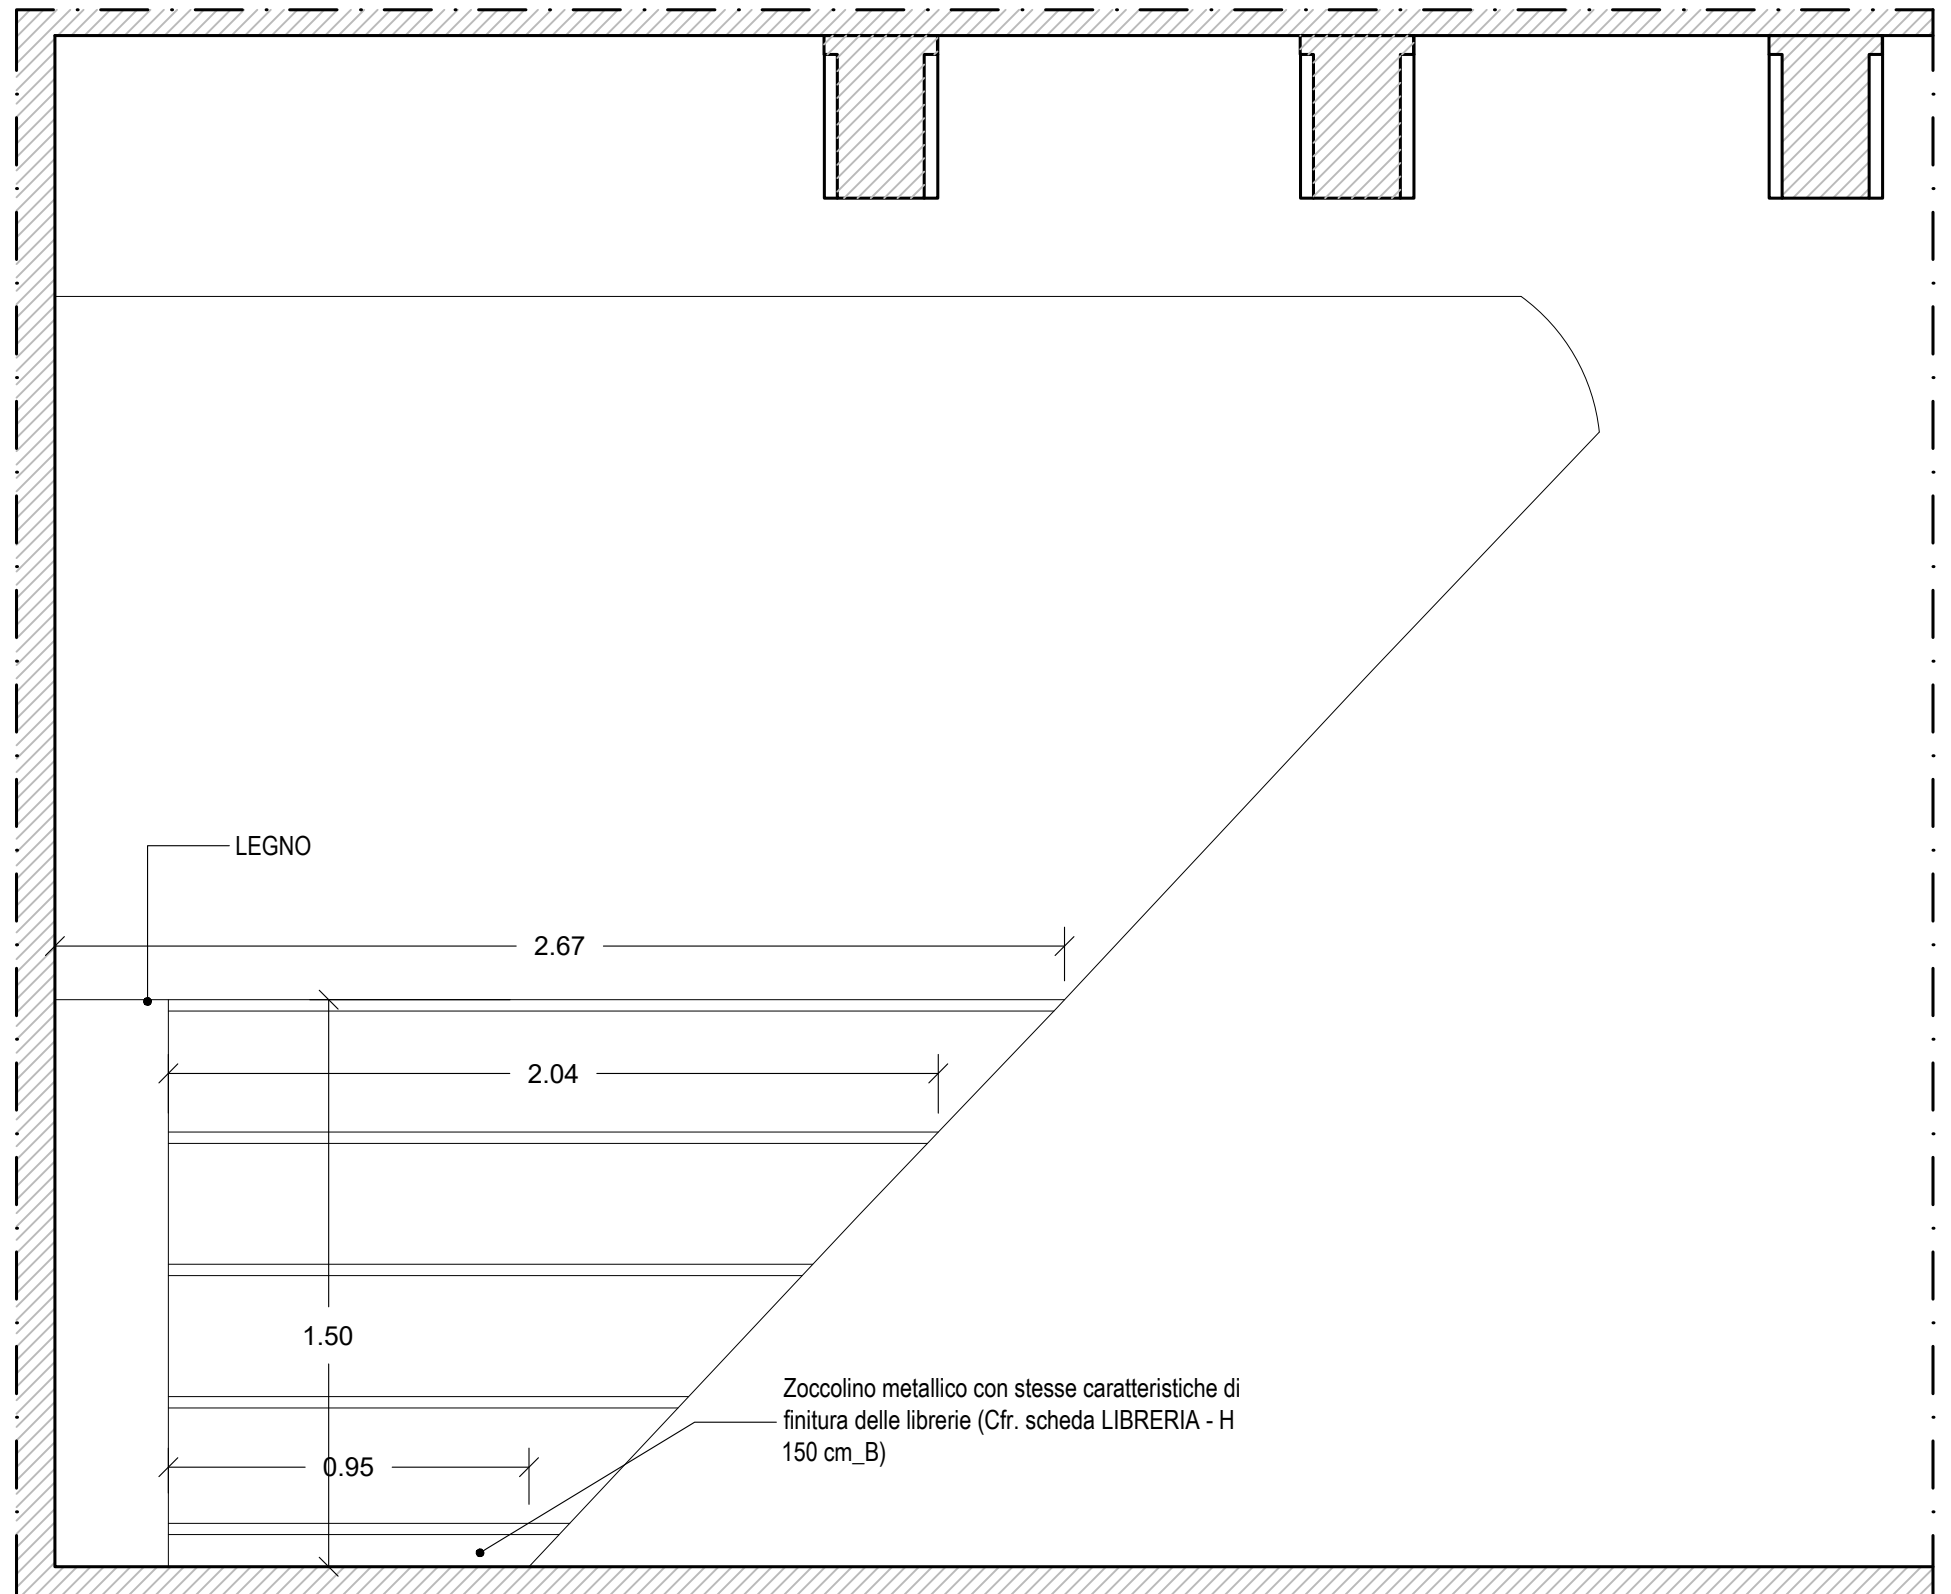 LEGNO
2.67
2.04
1.50
Zoccolino metallico con stesse caratteristiche di
finitura delle librerie (Cfr. scheda LIBRERIA - H
150 cm_B)
0.95